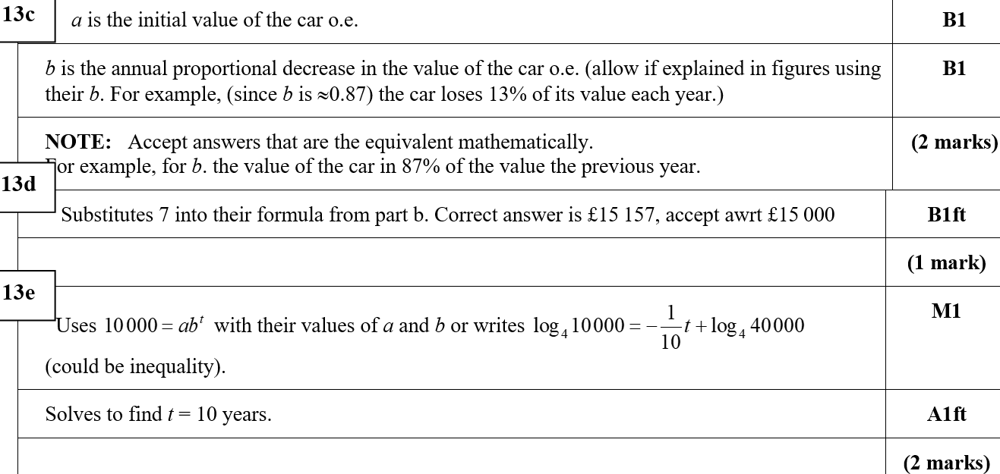 13c
a is the initial value of the car o.e.
B1
b is the annual proportional decrease in the value of the car o.e. (allow if explained in figures using
B1
their b. For example, (since b is ≈0.87) the car loses 13% of its value each year.)
NOTE: Accept answers that are the equivalent mathematically.
(2 marks)
For example, for b. the value of the car in 87% of the value the previous year.
13d
Substitutes 7 into their formula from part b. Correct answer is £15 157, accept awrt £15 000
B1ft
(1 mark)
13e
Uses 10000 = ab^t with their values of a and b or writes log₄ 10000 = −1/10 t + log₄ 40000
M1
(could be inequality).
Solves to find t = 10 years.
A1ft
(2 marks)